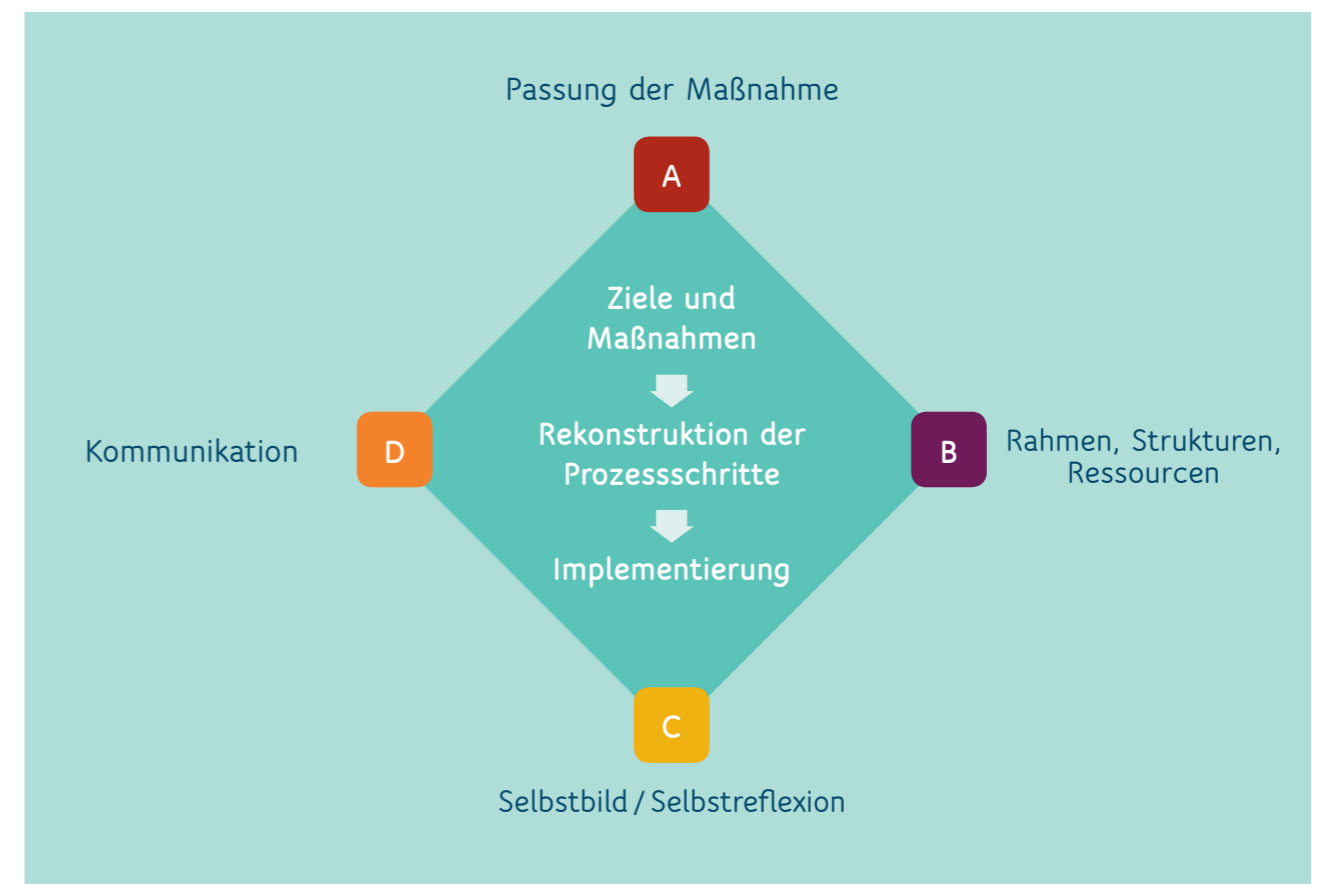 Passung der Maßnahme
A
Ziele und
Maßnahmen
Rekonstruktion der
Prozessschritte
Implementierung
Kommunikation
D
B
Rahmen, Strukturen,
Ressourcen
C
Selbstbild / Selbstreflexion